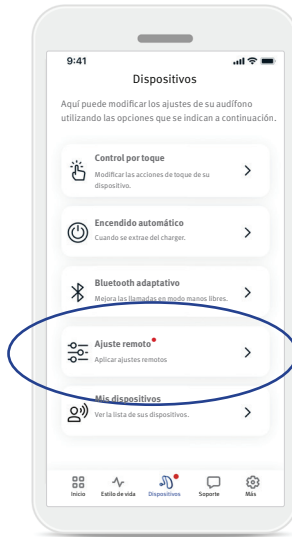 9:41
Dispositivos
Aquí puede modificar los ajustes de su audífono
utilizando las opciones que se indican a continuación.
Control por toque
Modificar las acciones de toque de su
dispositivo.
Encendido automático
Cuando se extrae del charger.
Bluetooth adaptativo
Mejora las llamadas en modo manos libres.
Ajuste remoto
Aplicar ajustes remotos
Mis dispositivos
Ver la lista de sus dispositivos.
Inicio Estilo de vida Dispositivos Soporte Más